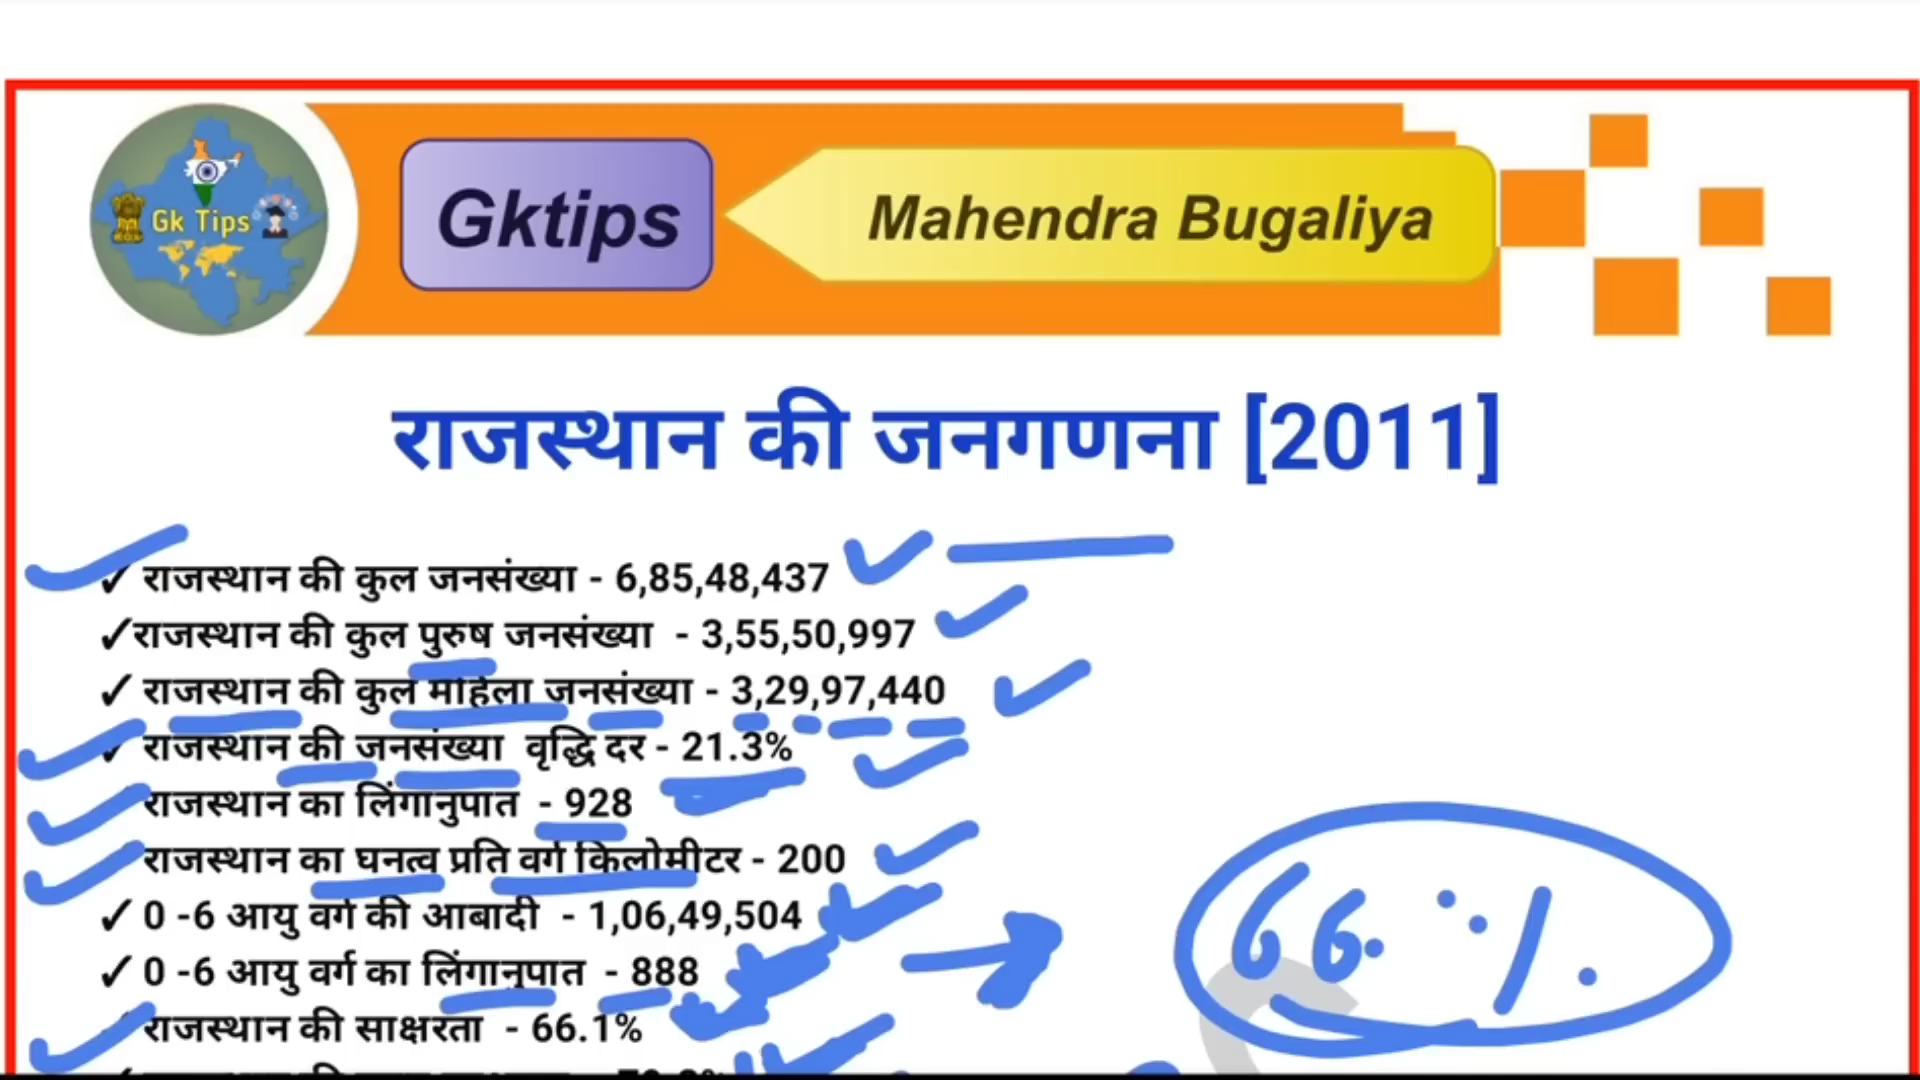 Gk Tips
Gktips
Mahendra Bugaliya
राजस्थान की जनगणना [2011]
✓ राजस्थान की कुल जनसंख्या - 6,85,48,437
✓राजस्थान की कुल पुरुष जनसंख्या - 3,55,50,997
✓ राजस्थान की कुल महिला जनसंख्या - 3,29,97,440
✓ राजस्थान की जनसंख्या वृद्धि दर - 21.3%
राजस्थान का लिंगानुपात - 928
राजस्थान का घनत्व प्रति वर्ग किलोमीटर - 200
✓ 0 -6 आयु वर्ग की आबादी - 1,06,49,504
✓ 0 -6 आयु वर्ग का लिंगानुपात - 888
राजस्थान की साक्षरता - 66.1%
66. %